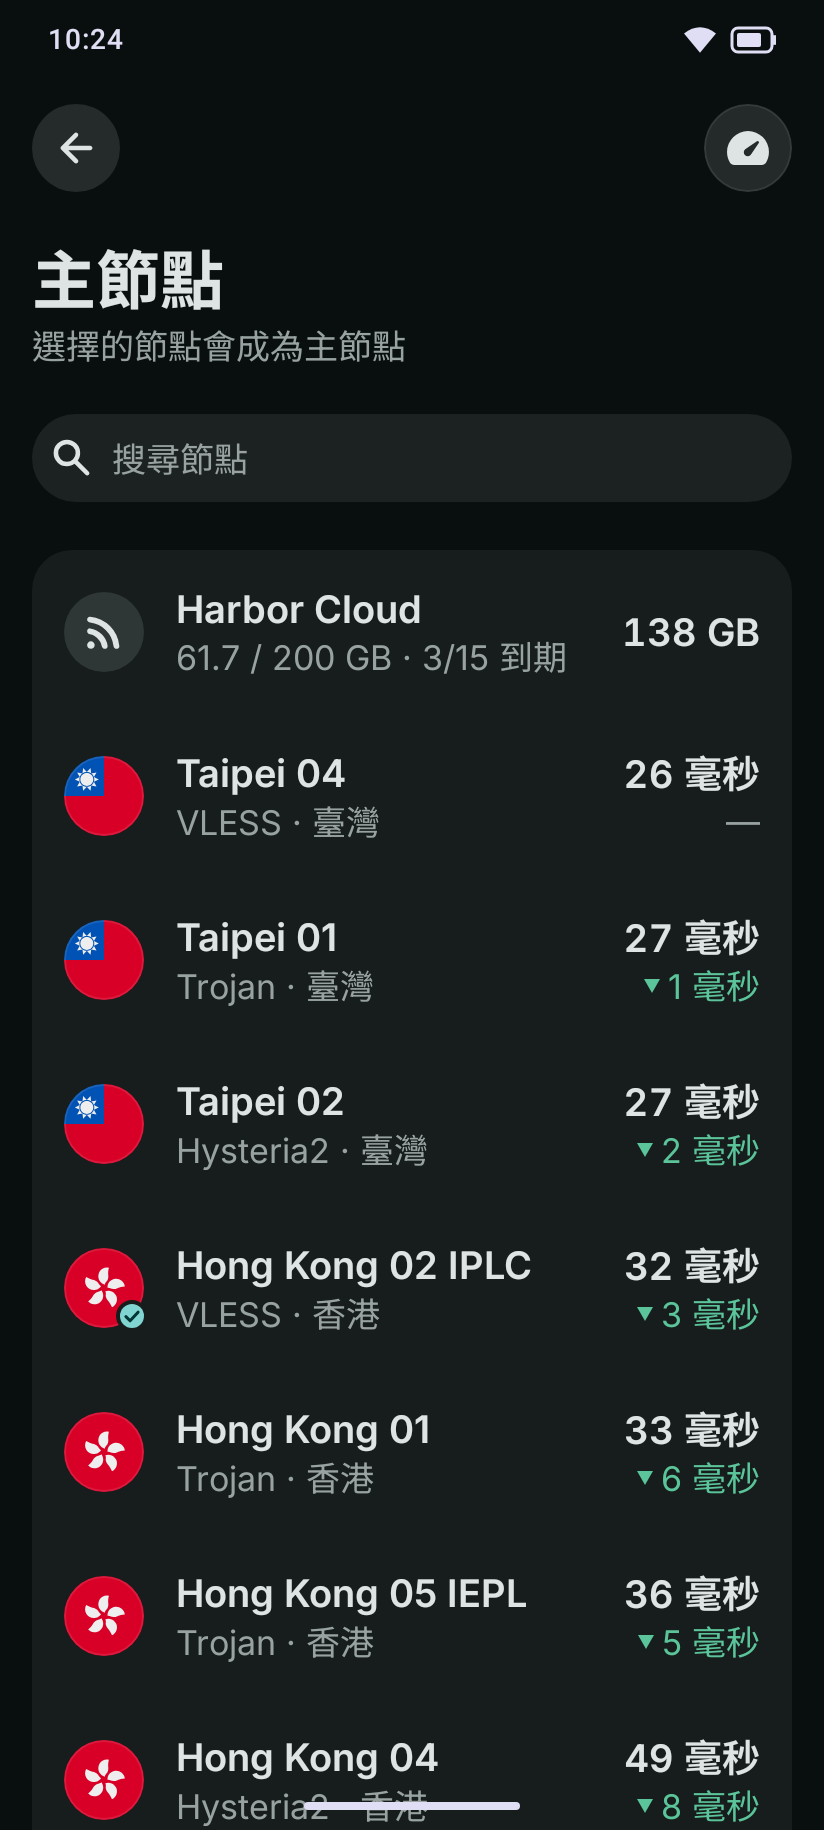 10:24
主節點
選擇的節點會成為主節點
搜尋節點
Harbor Cloud
61.7 / 200 GB · 3/15 到期
138 GB
Taipei 04
VLESS · 臺灣
26 毫秒
—
Taipei 01
Trojan · 臺灣
27 毫秒
▼1 毫秒
Taipei 02
Hysteria2 · 臺灣
27 毫秒
▼2 毫秒
Hong Kong 02 IPLC
VLESS · 香港
32 毫秒
▼3 毫秒
Hong Kong 01
Trojan · 香港
33 毫秒
▼6 毫秒
Hong Kong 05 IEPL
Trojan · 香港
36 毫秒
▼5 毫秒
Hong Kong 04
Hysteria2 · 香港
49 毫秒
▼8 毫秒